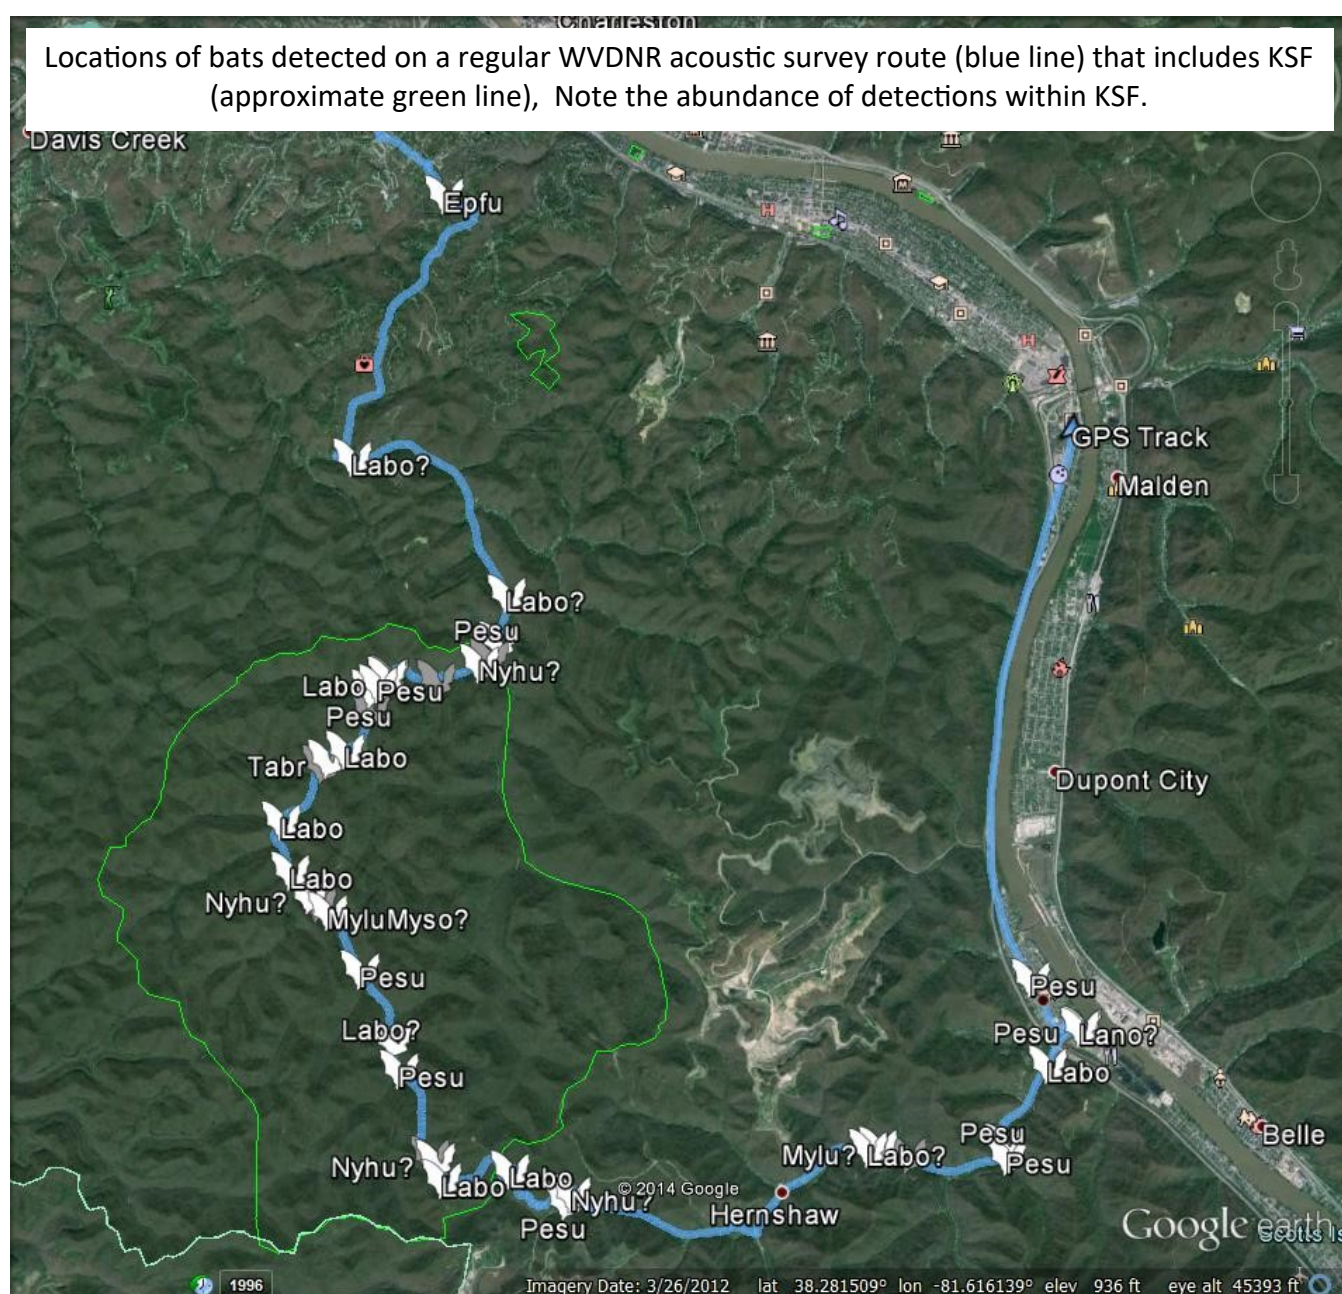 Charleston
Locations of bats detected on a regular WVDNR acoustic survey route (blue line) that includes KSF
(approximate green line),  Note the abundance of detections within KSF.
Davis Creek
Epfu
H
M
H
GPS Track
Labo?
Malden
Labo?
Pesu
Nyhu?
Labo Pesu
Pesu
Tabr Labo
Dupont City
Labo
Labo
Nyhu?
MyluMyso?
Pesu
Pesu
Labo?
Pesu Lano?
Pesu
Labo
Pesu
Belle
Mylu? Labo?
Pesu
Nyhu?
Labo Labo
© 2014 Google
Nyhu?
Hernshaw
Pesu
Google earth
Scotts Is
1996
Imagery Date: 3/26/2012 lat 38.281509° lon -81.616139° elev 936 ft eye alt 45393 ft